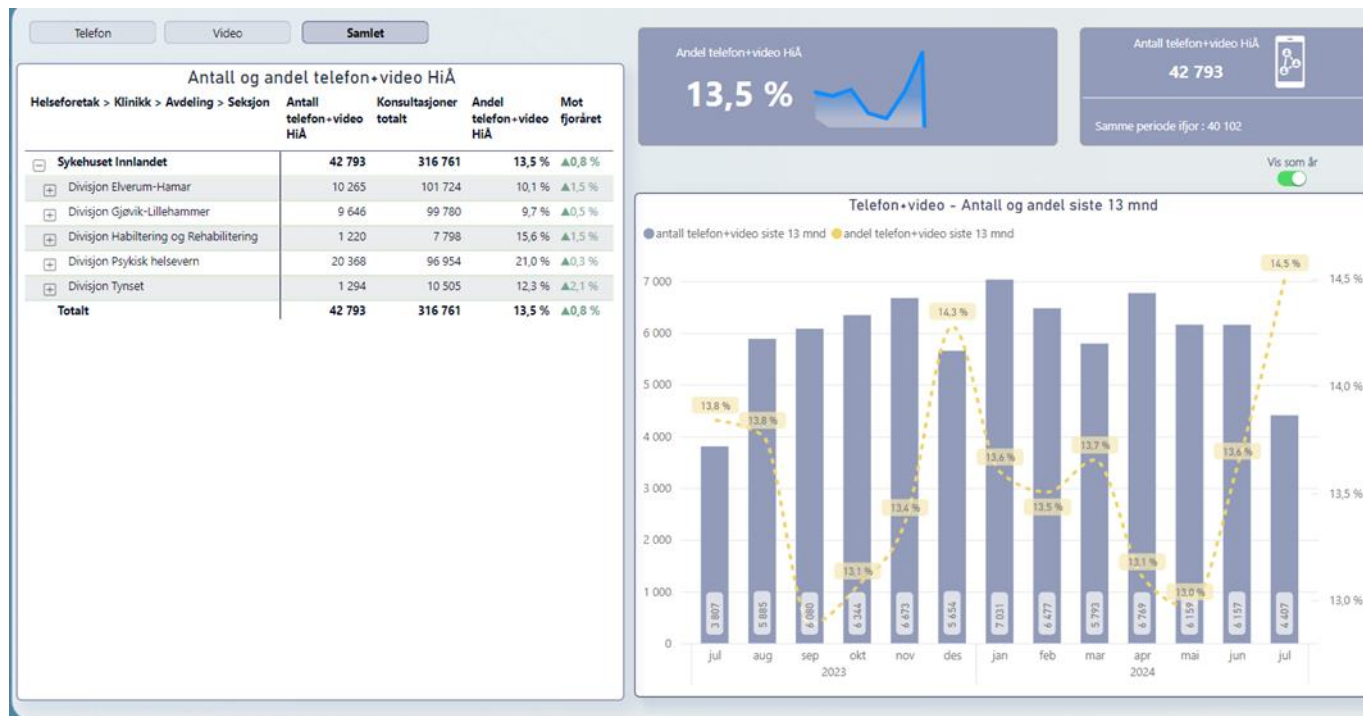 Telefon
Video
Samlet
Antall og andel telefon+video HiÅ
Helseforetak > Klinikk > Avdeling > Seksjon Antall telefon+video HiÅ Konsultasjoner totalt Andel telefon+video HiÅ Mot fjoråret
Sykehuset Innlandet 42 793 316 761 13,5 % ▲0,8 %
Divisjon Elverum-Hamar 10 265 101 724 10,1 % ▲1,5 %
Divisjon Gjøvik-Lillehammer 9 646 99 780 9,7 % ▲0,5 %
Divisjon Habiltering og Rehabilitering 1 220 7 798 15,6 % ▲1,5 %
Divisjon Psykisk helsevern 20 368 96 954 21,0 % ▲0,3 %
Divisjon Tynset 1 294 10 505 12,3 % ▲2,1 %
Totalt 42 793 316 761 13,5 % ▲0,8 %
Andel telefon+video HiÅ
13,5 %
Antall telefon+video HiÅ
42 793
Samme periode ifjor : 40 102
Vis som år
Telefon+video - Antall og andel siste 13 mnd
antall telefon+video siste 13 mnd andel telefon+video siste 13 mnd
7 000
6 000
5 000
4 000
3 000
2 000
1 000
0
14,5 %
14,0 %
13,5 %
13,0 %
13,8 %
13,8 %
13,1 %
13,4 %
14,3 %
13,6 %
13,5 %
13,7 %
13,1 %
13,0 %
13,6 %
14,5 %
3 807
5 885
6 080
6 344
6 673
5 654
7 031
6 477
5 793
6 769
6 159
6 157
4 407
jul aug sep okt nov des jan feb mar apr mai jun jul
2023 2024